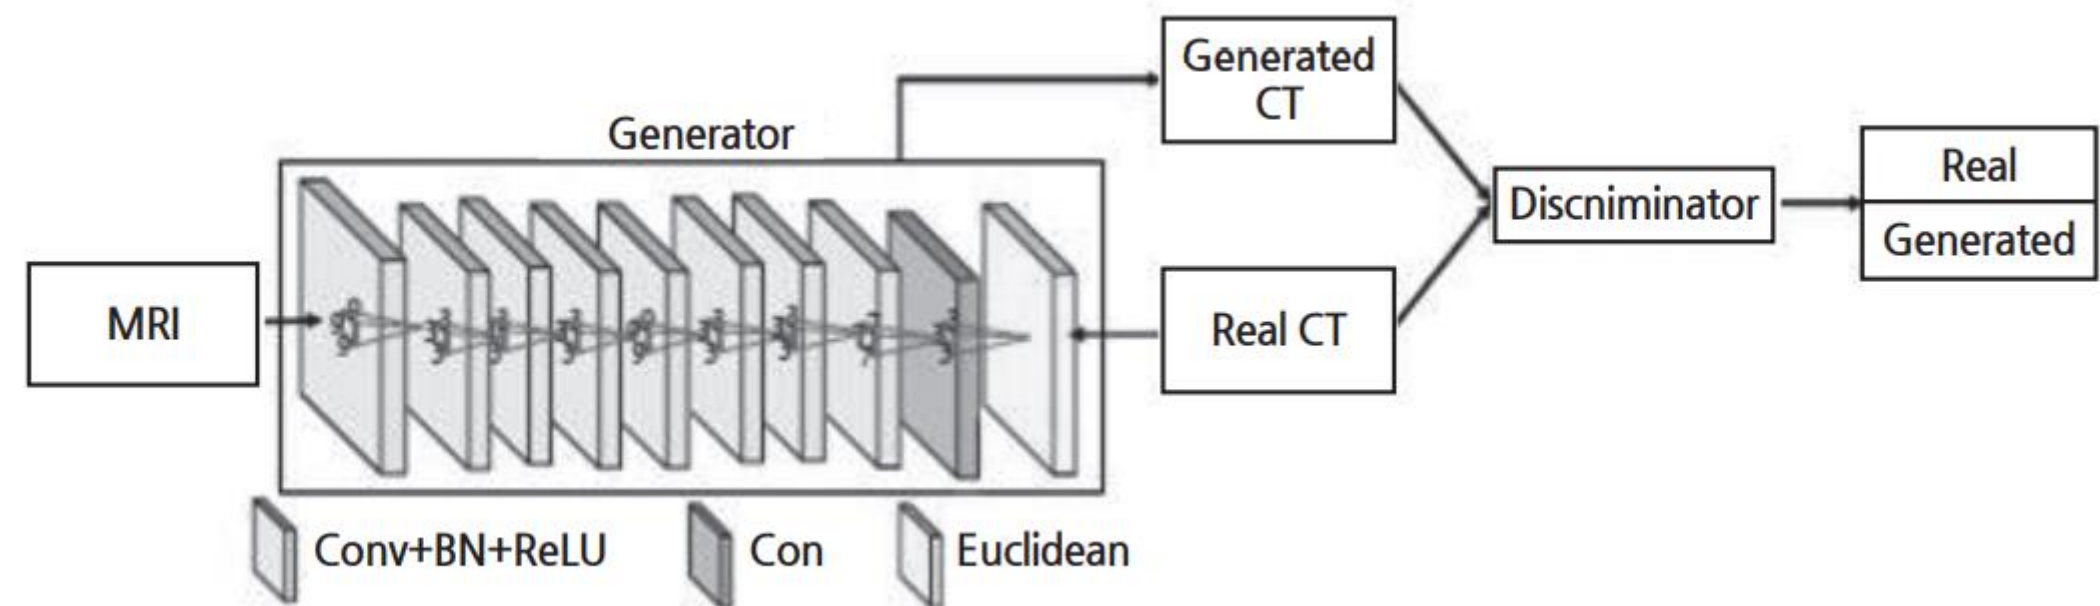 Generated
CT
Generator
Real
Discniminator
Generated
MRI
Real CT
Conv+BN+ReLU
Con
Euclidean